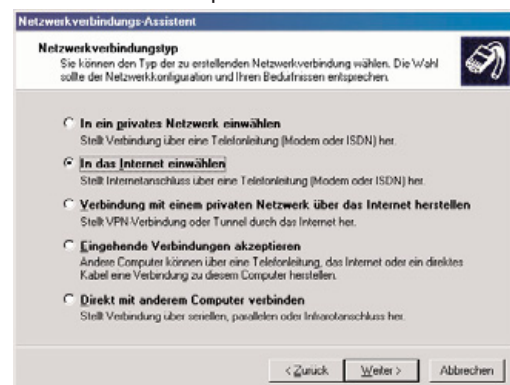 Netzwerkverbindungs-Assistent
Netzwerkverbindungstyp
Sie können den Typ der zu erstellenden Netzwerkverbindung wählen. Die Wahl
sollte der Netzwerkkonfiguration und Ihren Bedürfnissen entsprechen.
In ein privates Netzwerk einwählen
Stellt Verbindung über eine Telefonleitung (Modem oder ISDN) her.
In das Internet einwählen
Stellt Internetanschluss über eine Telefonleitung (Modem oder ISDN) her.
Verbindung mit einem privaten Netzwerk über das Internet herstellen
Stellt VPN-Verbindung oder Tunnel durch das Internet her.
Eingehende Verbindungen akzeptieren
Andere Computer können über eine Telefonleitung, das Internet oder ein direktes
Kabel eine Verbindung zu diesem Computer herstellen.
Direkt mit anderem Computer verbinden
Stellt Verbindung über seriellen, parallelen oder Infrarotanschluss her.
< Zurück Weiter > Abbrechen